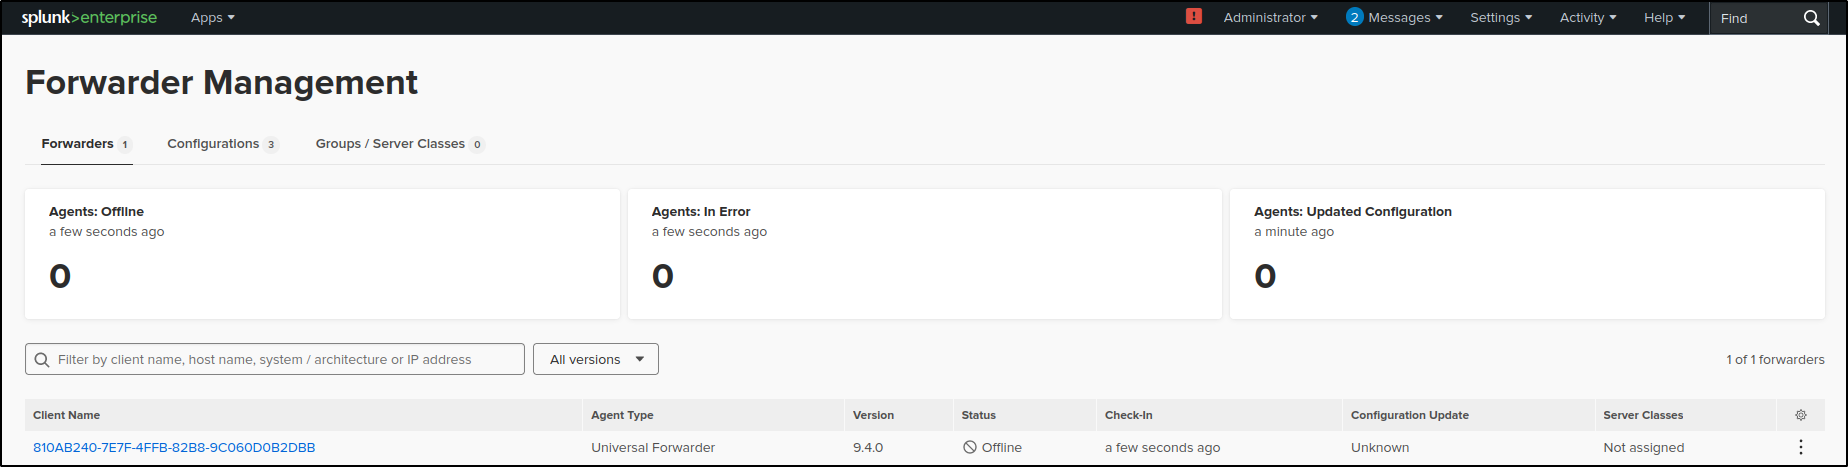 splunk>enterprise Apps ! Administrator 2 Messages Settings Activity Help Find
Forwarder Management
Forwarders 1 Configurations 3 Groups / Server Classes 0
Agents: Offline Agents: In Error Agents: Updated Configuration
a few seconds ago a few seconds ago a minute ago
0 0 0
Filter by client name, host name, system / architecture or IP address All versions 1 of 1 forwarders
Client Name Agent Type Version Status Check-In Configuration Update Server Classes
810AB240-7E7F-4FFB-82B8-9C060D0B2DBB Universal Forwarder 9.4.0 Offline a few seconds ago Unknown Not assigned